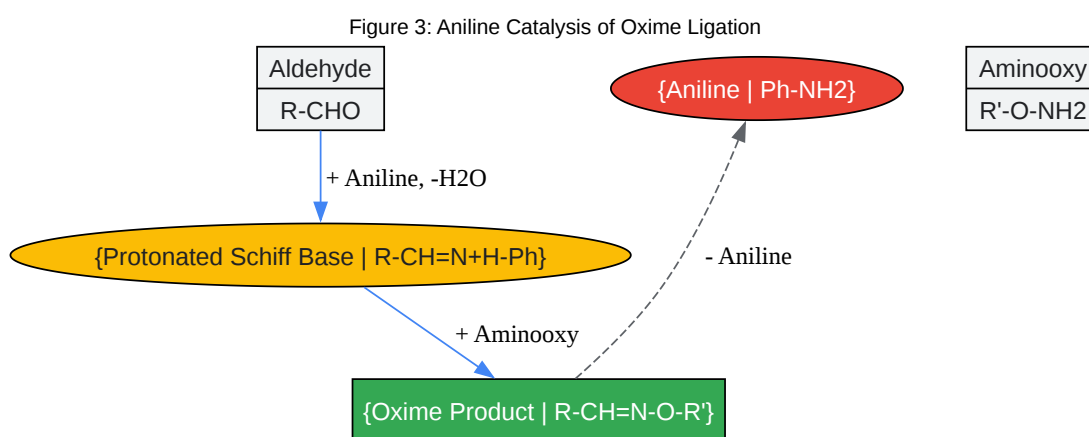 Figure 3: Aniline Catalysis of Oxime Ligation
Aldehyde
R-CHO
{Aniline | Ph-NH2}
Aminooxy
R'-O-NH2
+ Aniline, -H2O
{Protonated Schiff Base | R-CH=N+H-Ph}
- Aniline
+ Aminooxy
{Oxime Product | R-CH=N-O-R'}